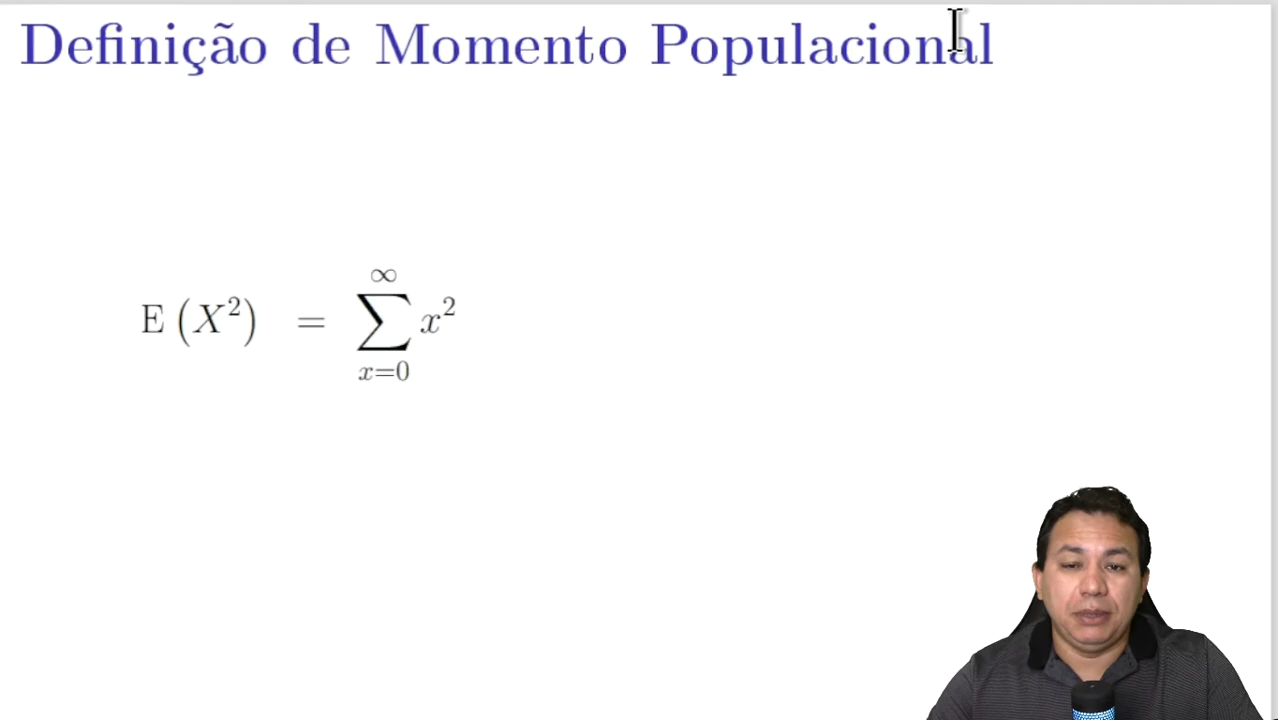 Definição de Momento Populacional
E (X²) = ∑_{x=0}^{∞} x²